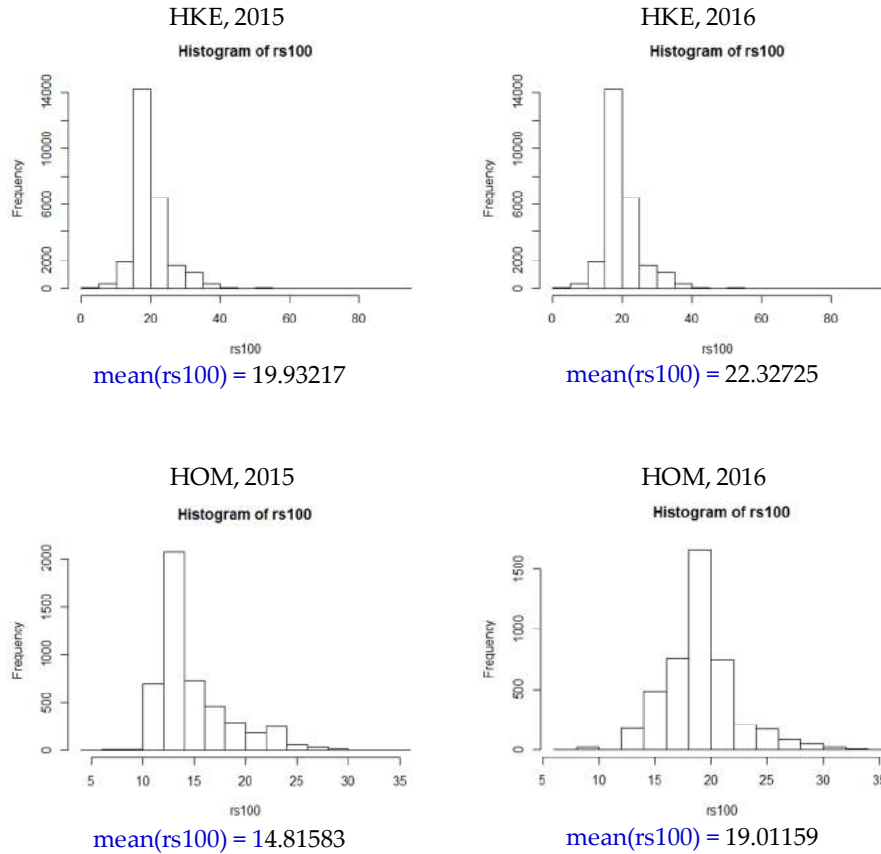 HKE, 2015
HKE, 2016
Histogram of rs100
Histogram of rs100
Frequency
0 2000 6000 10000 14000
0 20 40 60 80
rs100
Frequency
0 2000 6000 10000 14000
0 20 40 60 80
rs100
mean(rs100) = 19.93217
mean(rs100) = 22.32725
HOM, 2015
HOM, 2016
Histogram of rs100
Histogram of rs100
Frequency
0 500 1000 1500 2000
5 10 15 20 25 30 35
rs100
Frequency
0 500 1000 1500
5 10 15 20 25 30 35
rs100
mean(rs100) = 14.81583
mean(rs100) = 19.01159